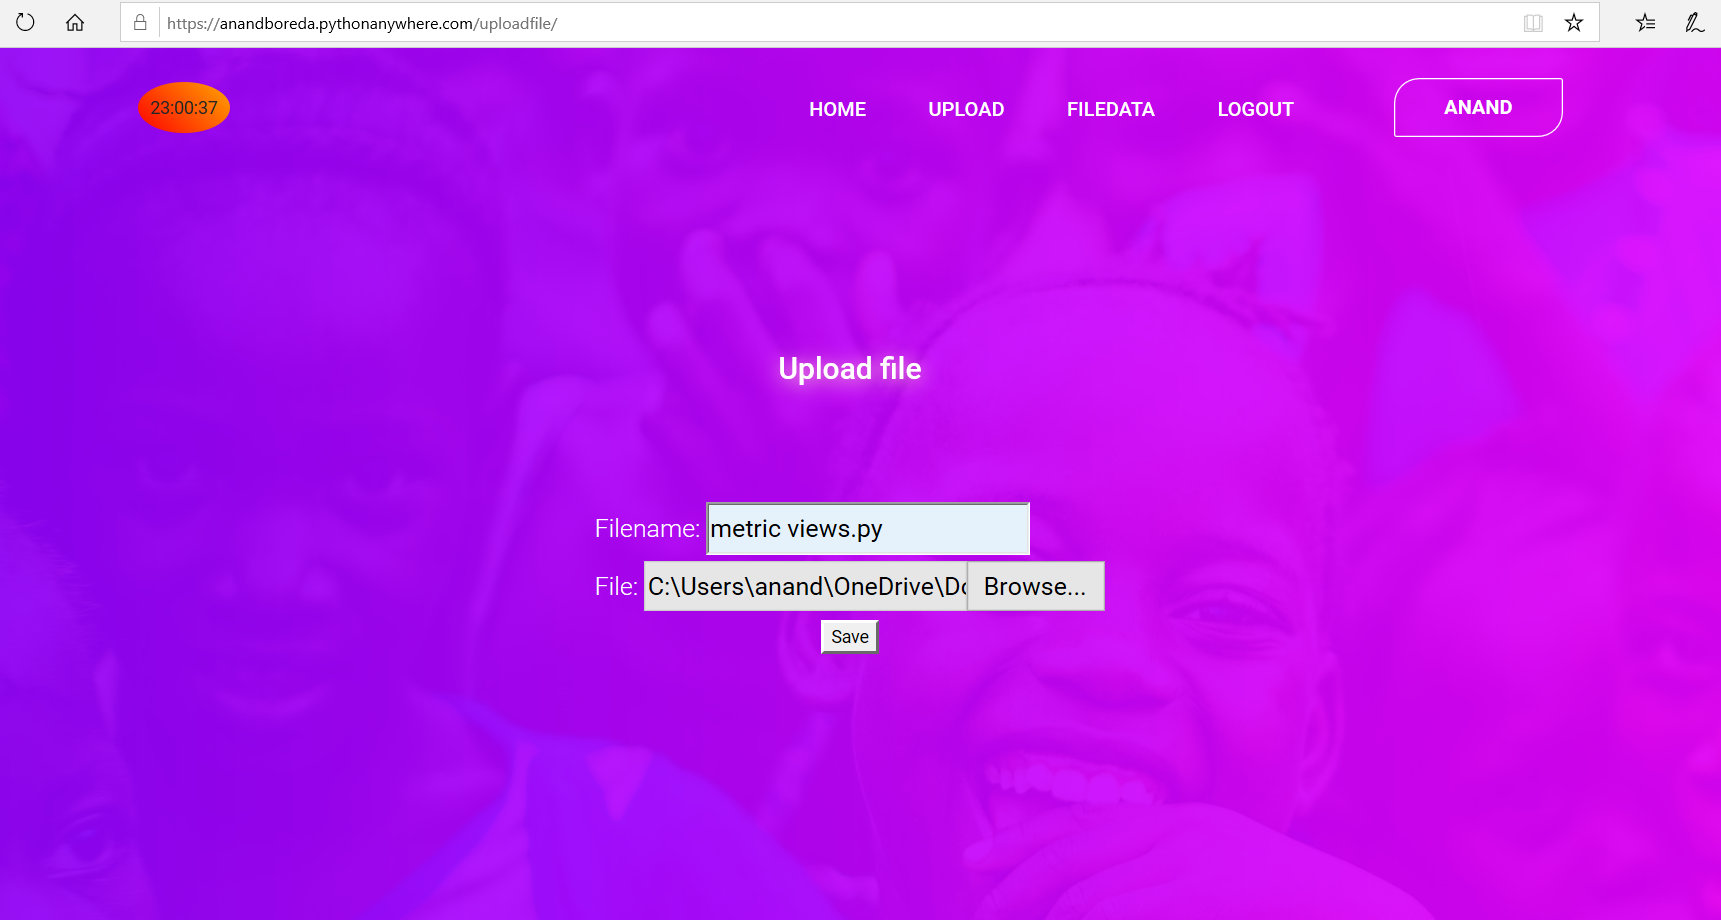 https://anandboreda.pythonanywhere.com/uploadfile/
23:00:37 HOME UPLOAD FILEDATA LOGOUT ANAND
Upload file
Filename: metric views.py
File: C:\Users\anand\OneDrive\Do Browse...
Save